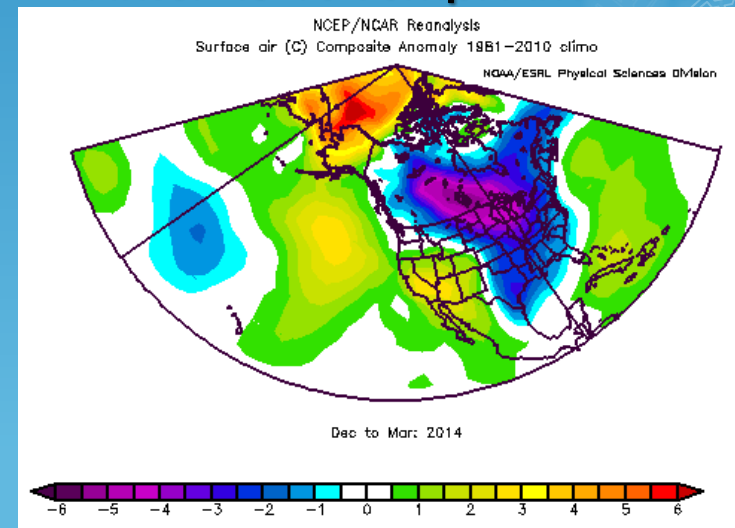 NCEP/NCAR Reanalysis
Surface air (C) Composite Anomaly 1981-2010 climo
NOAA/ESRL Physical Sciences Division
Dec to Mar: 2014
-6 -5 -4 -3 -2 -1 0 1 2 3 4 5 6